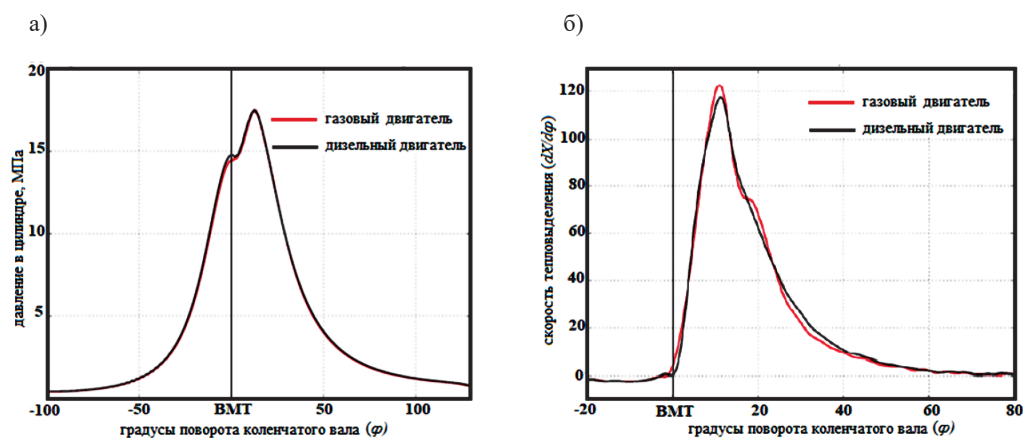 а)
20
15
10
5
давление в цилиндре, МПа
газовый двигатель
дизельный двигатель
-100
-50
ВМТ
50
100
градусы поворота коленчатого вала (φ)
б)
120
100
80
60
40
20
0
скорость тепловыделения (dX/dφ)
газовый двигатель
дизельный двигатель
-20
ВМТ
20
40
60
80
градусы поворота коленчатого вала (φ)